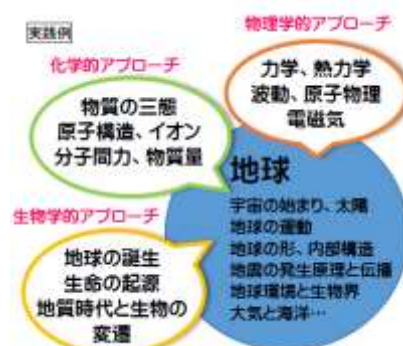 実践例
物理学的アプローチ
力学、熱力学
波動、原子物理
電磁気
化学的アプローチ
物質の三態
原子構造、イオン
分子間力、物質量
生物学的アプローチ
地球の誕生
生命の起源
地質時代と生物の
変遷
地球
宇宙の始まり、太陽
地球の運動
地球の形、内部構造
地震の発生原理と伝播
地球環境と生物界
大気と海洋…